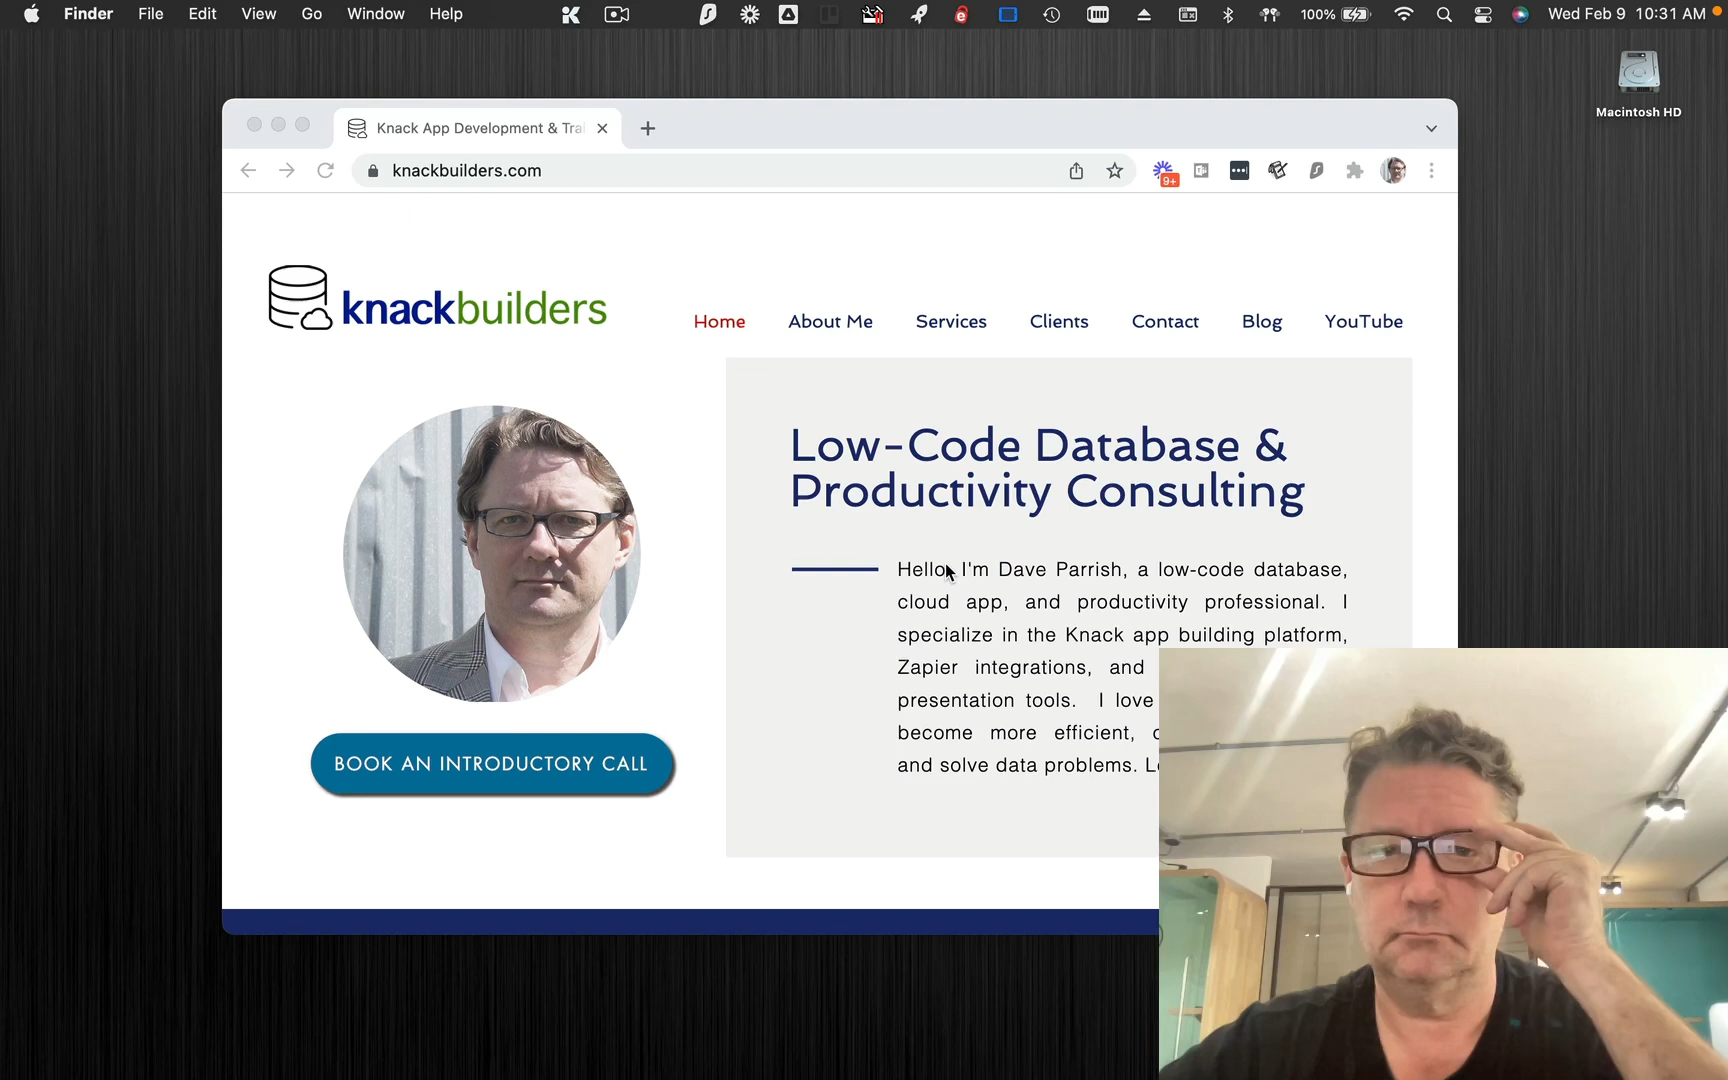 Finder File Edit View Go Window Help 100% Wed Feb 9 10:31 AM
Macintosh HD
Knack App Development & Tra
knackbuilders.com
9+
knackbuilders
Home About Me Services Clients Contact Blog YouTube
Low-Code Database &
Productivity Consulting
Hello, I'm Dave Parrish, a low-code database,
cloud app, and productivity professional. I
specialize in the Knack app building platform,
Zapier integrations, and
presentation tools. I love
become more efficient,
and solve data problems.
BOOK AN INTRODUCTORY CALL